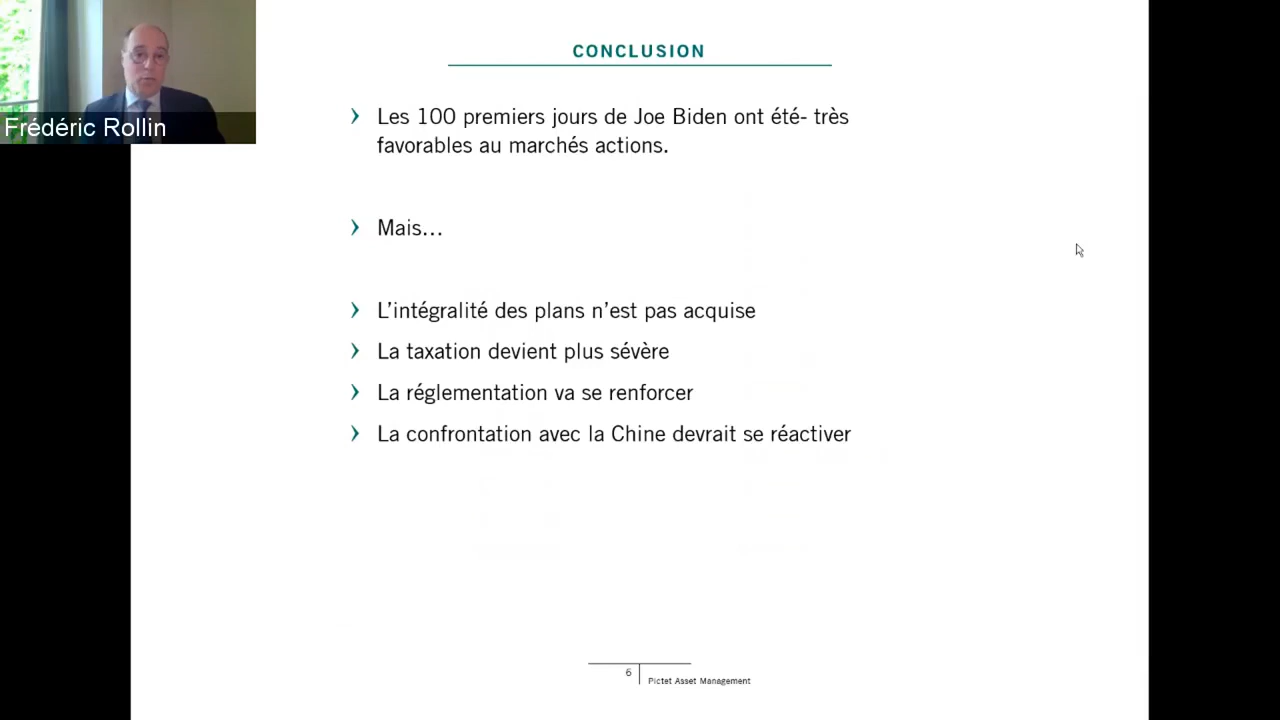 Frédéric Rollin
CONCLUSION
Les 100 premiers jours de Joe Biden ont été- très
favorables au marchés actions.
Mais…
L’intégralité des plans n’est pas acquise
La taxation devient plus sévère
La réglementation va se renforcer
La confrontation avec la Chine devrait se réactiver
6
Pictet Asset Management